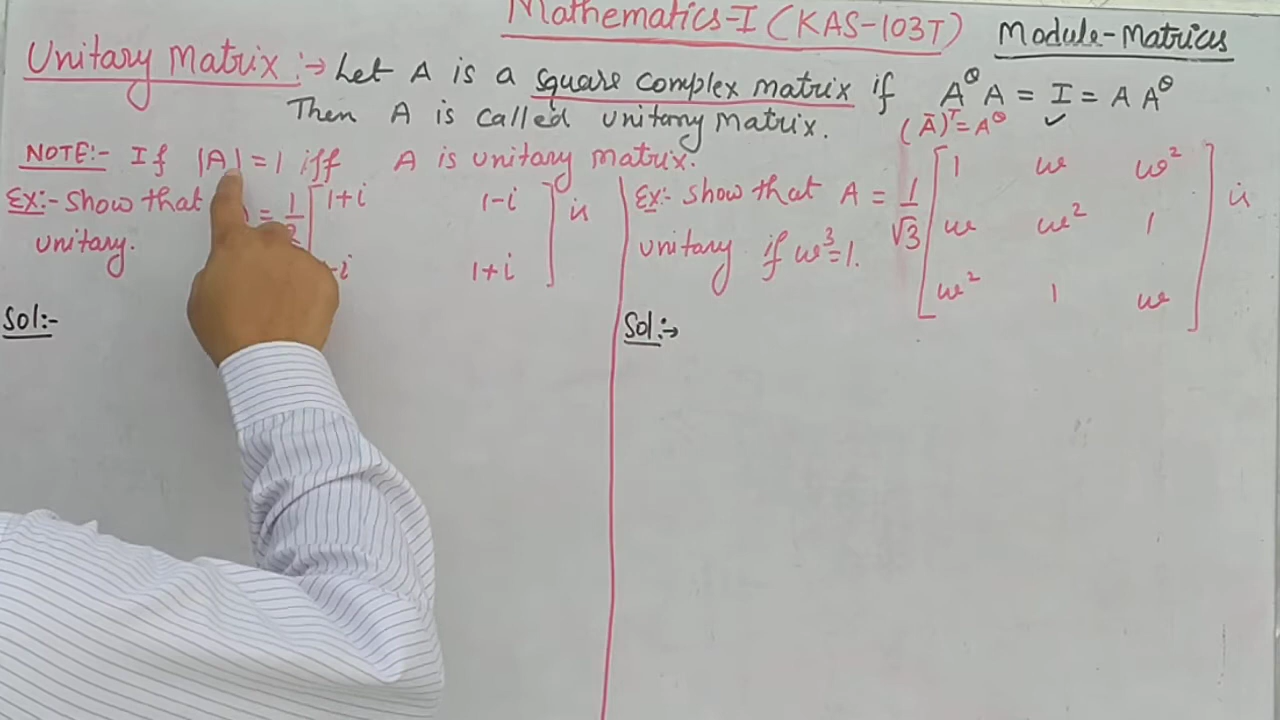 Mathematics-I (KAS-103T) Module-Matrices
Unitary Matrix :→ Let A is a square complex matrix if A^θ A = I = A A^θ
Then A is called unitary Matrix. (Ā)^T = A^θ
NOTE:- If |A| = 1 iff A is unitary matrix.
Ex:- Show that = 1/2 [ 1+i 1-i ] is
unitary. -i 1+i
Sol:-
Ex:- Show that A = 1/√3 [ 1 ω ω² ] is
unitary if ω³=1. ω ω² 1
ω² 1 ω
Sol:→